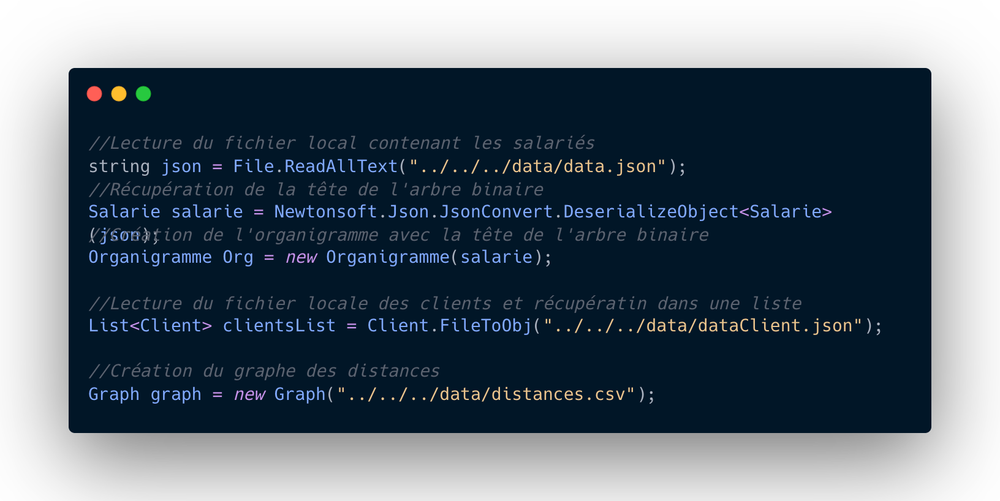 //Lecture du fichier local contenant les salariés
string json = File.ReadAllText("../../../data/data.json");
//Récupération de la tête de l'arbre binaire
Salarie salarie = Newtonsoft.Json.JsonConvert.DeserializeObject<Salarie>
(json);
//Création de l'organigramme avec la tête de l'arbre binaire
Organigramme Org = new Organigramme(salarie);
//Lecture du fichier locale des clients et récupératin dans une liste
List<Client> clientsList = Client.FileToObj("../../../data/dataClient.json");
//Création du graphe des distances
Graph graph = new Graph("../../../data/distances.csv");